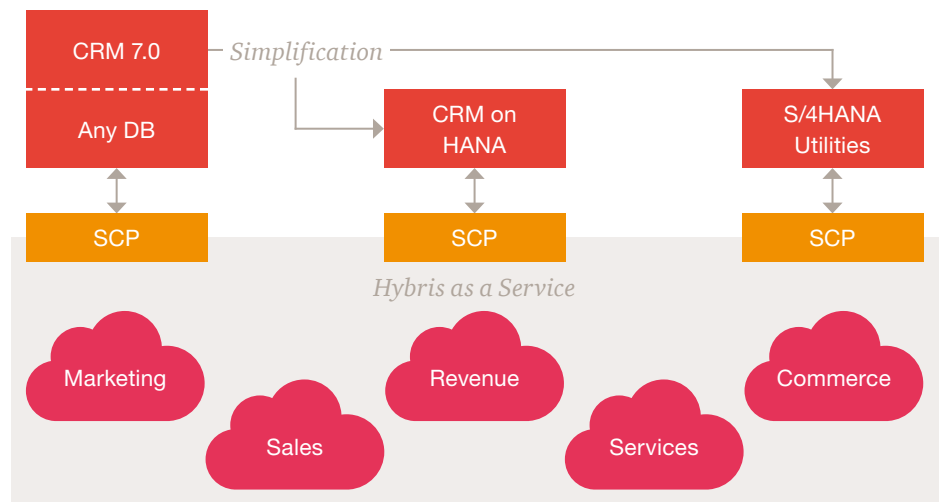 CRM 7.0
Simplification
Any DB
CRM on
HANA
S/4HANA
Utilities
SCP
SCP
SCP
Hybris as a Service
Marketing
Revenue
Commerce
Sales
Services